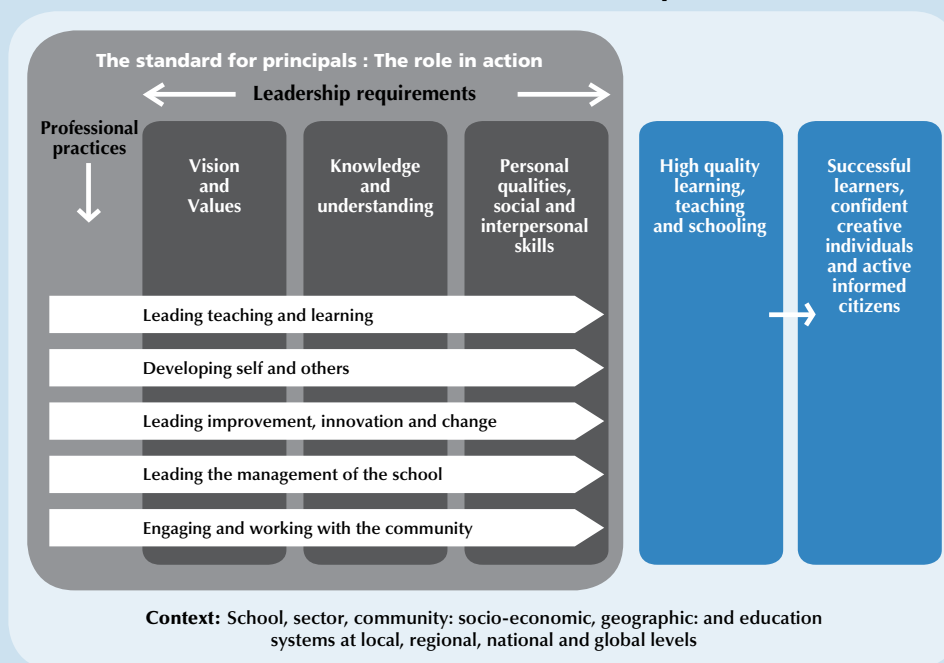 The standard for principals : The role in action
Leadership requirements
Professional
practices
Vision
and
Values
Knowledge
and
understanding
Personal
qualities,
social and
interpersonal
skills
High quality
learning,
teaching
and schooling
Successful
learners,
confident
creative
individuals
and active
informed
citizens
Leading teaching and learning
Developing self and others
Leading improvement, innovation and change
Leading the management of the school
Engaging and working with the community
Context: School, sector, community: socio-economic, geographic: and education
systems at local, regional, national and global levels